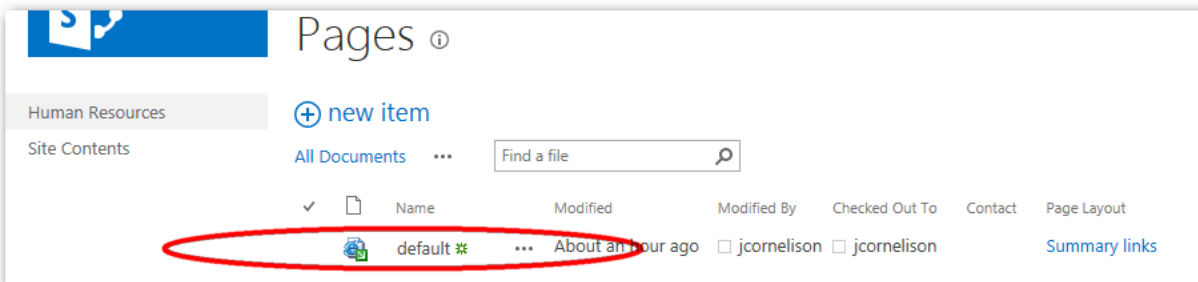 Pages
Human Resources
new item
Site Contents
All Documents ... Find a file
Name Modified Modified By Checked Out To Contact Page Layout
default ... About an hour ago jcornelison jcornelison Summary links